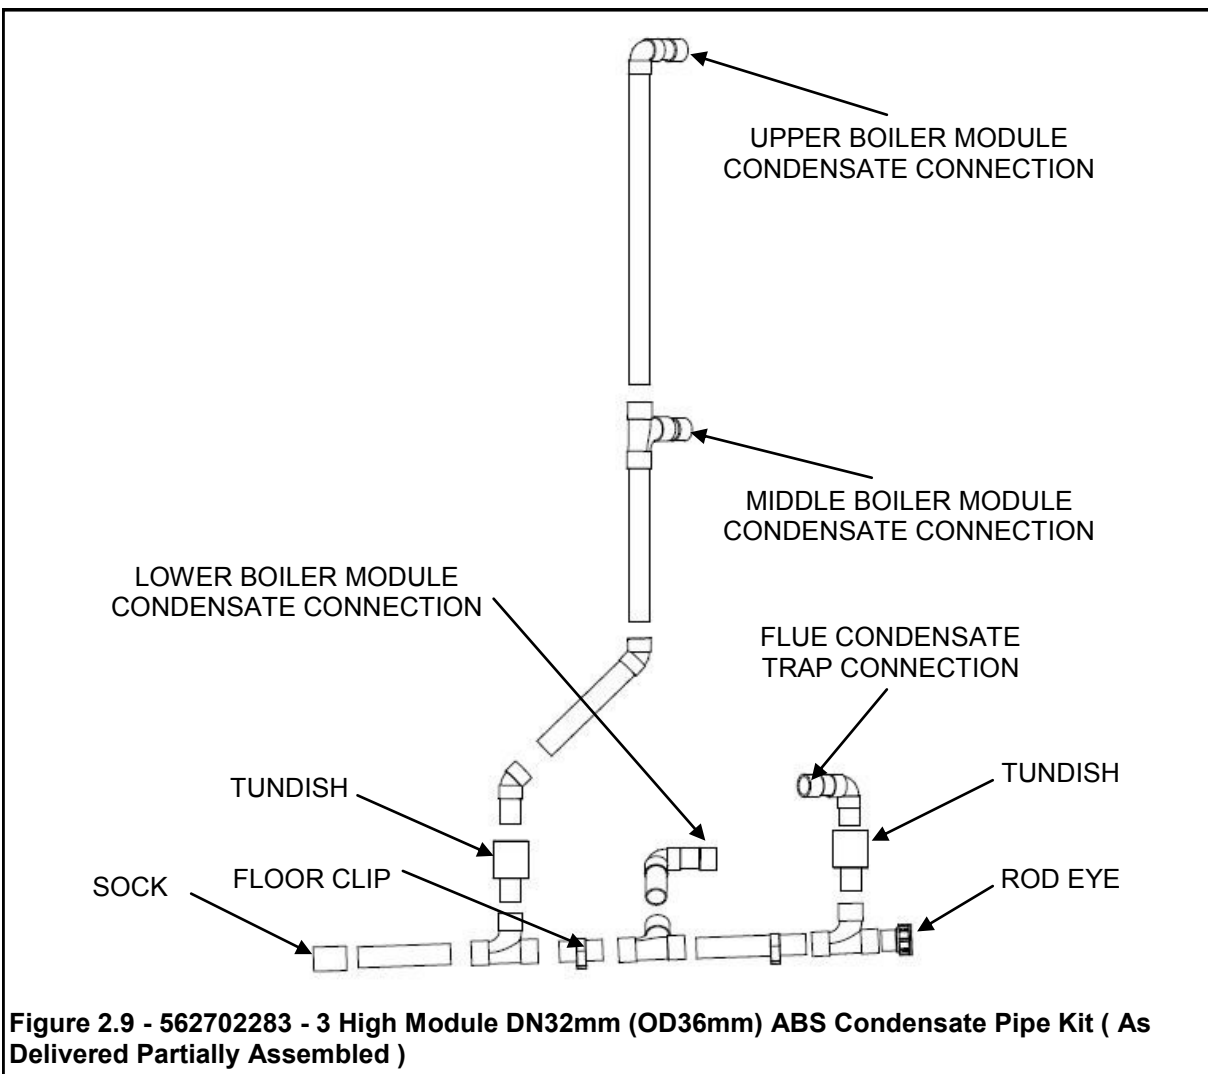 UPPER BOILER MODULE
CONDENSATE CONNECTION
MIDDLE BOILER MODULE
CONDENSATE CONNECTION
LOWER BOILER MODULE
CONDENSATE CONNECTION
FLUE CONDENSATE
TRAP CONNECTION
TUNDISH
TUNDISH
SOCK
FLOOR CLIP
ROD EYE
Figure 2.9 - 562702283 - 3 High Module DN32mm (OD36mm) ABS Condensate Pipe Kit ( As
Delivered Partially Assembled )